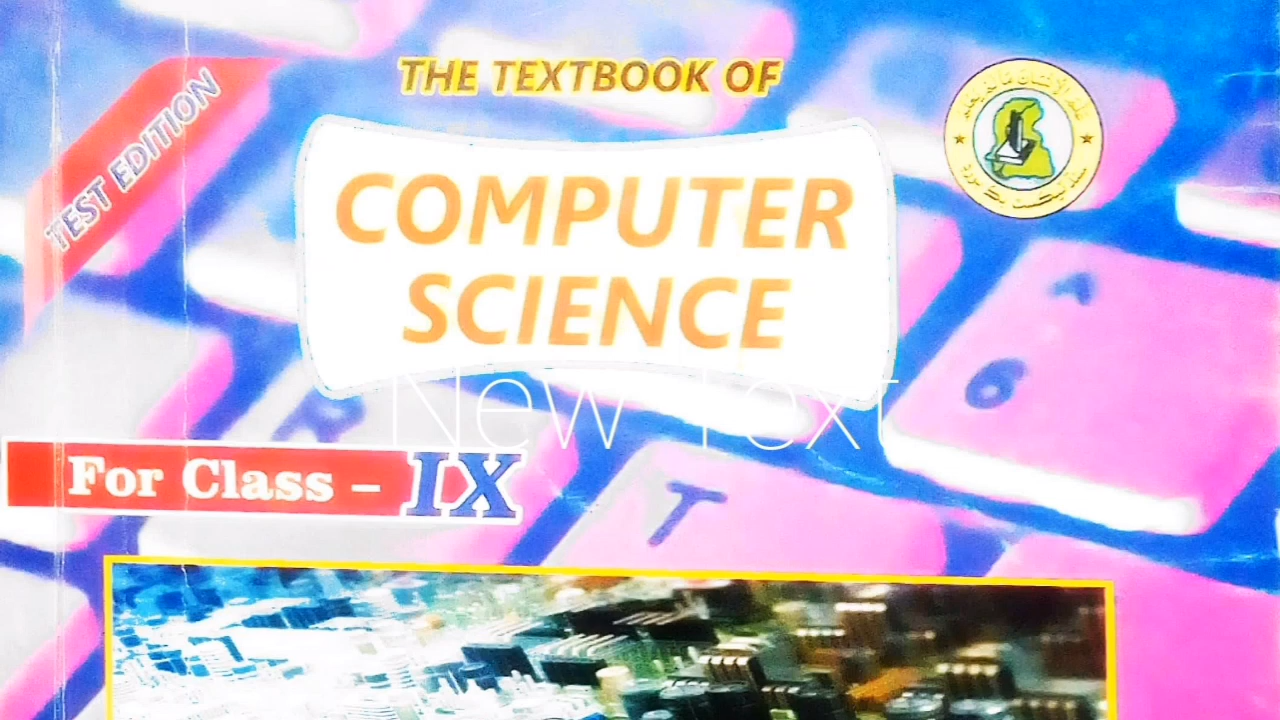 THE TEXTBOOK OF
TEST EDITION
COMPUTER
SCIENCE
New Text
For Class – IX
A
6
R
T